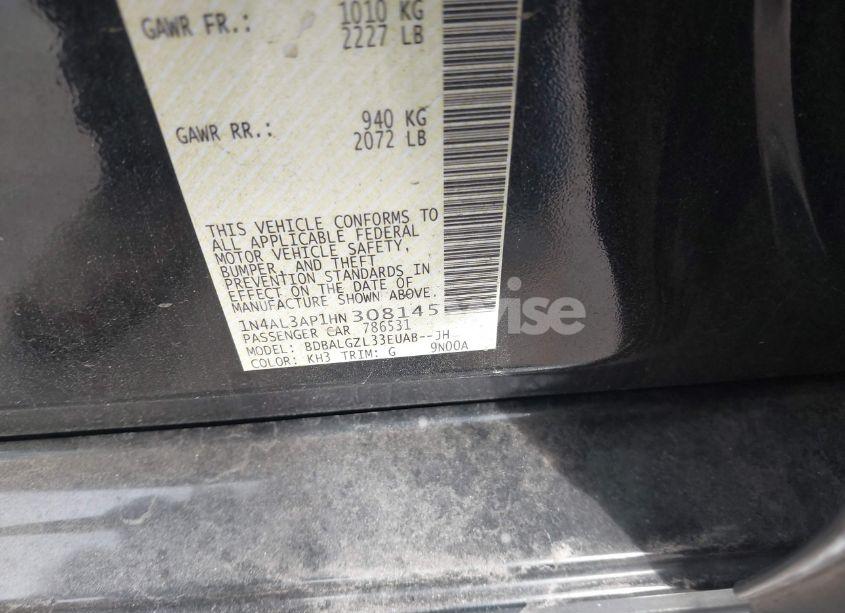 GAWR FR.: 1010 KG
2227 LB
GAWR RR.: 940 KG
2072 LB
THIS VEHICLE CONFORMS TO
ALL APPLICABLE FEDERAL
MOTOR VEHICLE SAFETY,
BUMPER, AND THEFT
PREVENTION STANDARDS IN
EFFECT ON THE DATE OF
MANUFACTURE SHOWN ABOVE.
1N4AL3AP1HN308145
PASSENGER CAR 786531
MODEL: BDBALGZL33EUAB--JH
COLOR: KH3 TRIM: G 9N00A